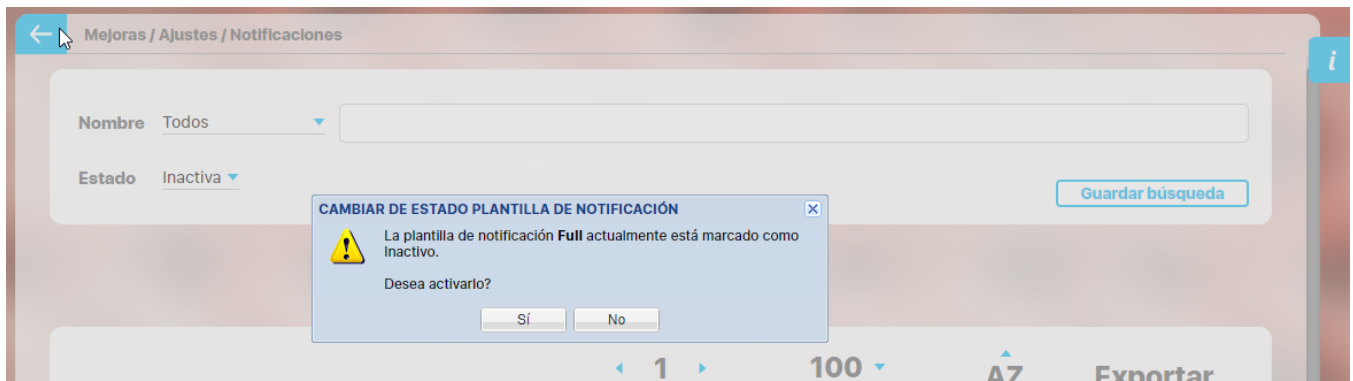 Mejoras / Ajustes / Notificaciones
i
Nombre Todos
Estado Inactiva
Guardar búsqueda
CAMBIAR DE ESTADO PLANTILLA DE NOTIFICACIÓN
La plantilla de notificación Full actualmente está marcado como
Inactivo.
Desea activarlo?
Sí No
1 100 AZ Exportar